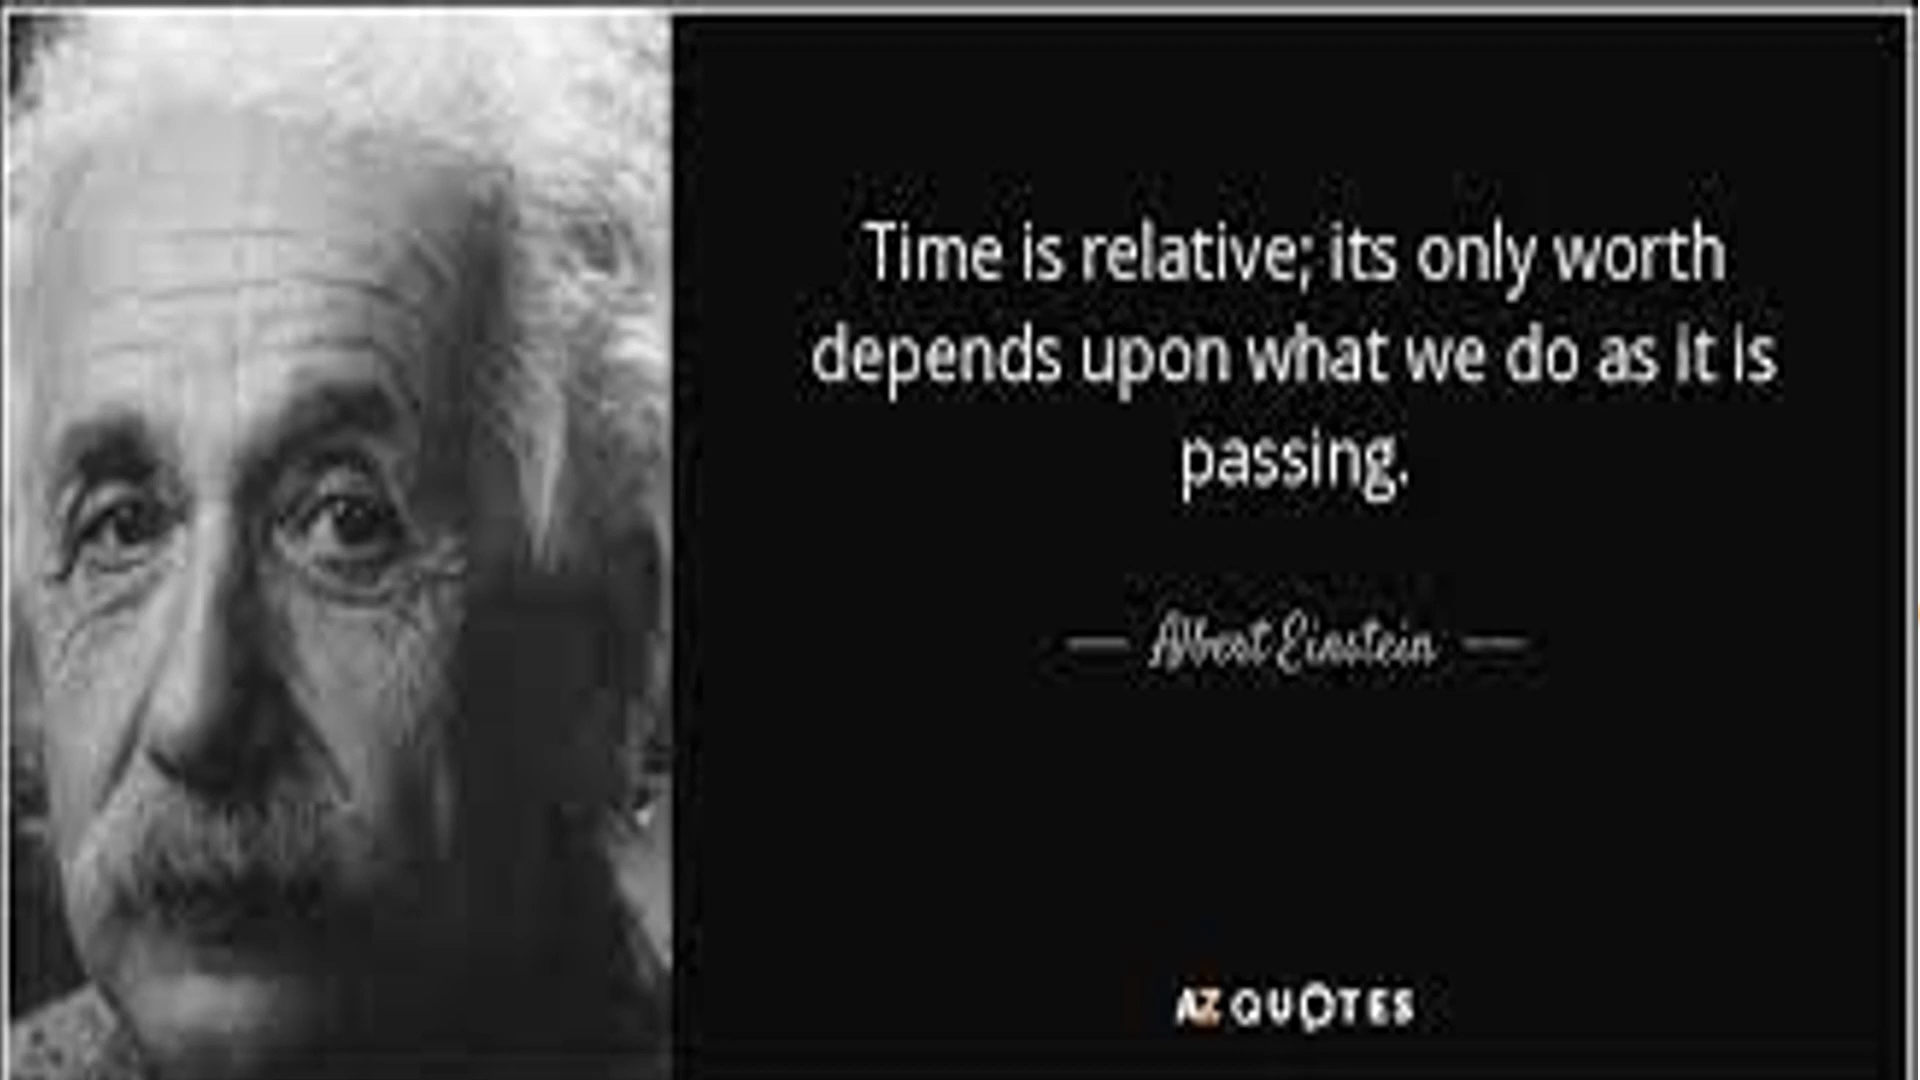 Time is relative; its only worth
depends upon what we do as it is
passing.
— Albert Einstein —
AZ QUOTES